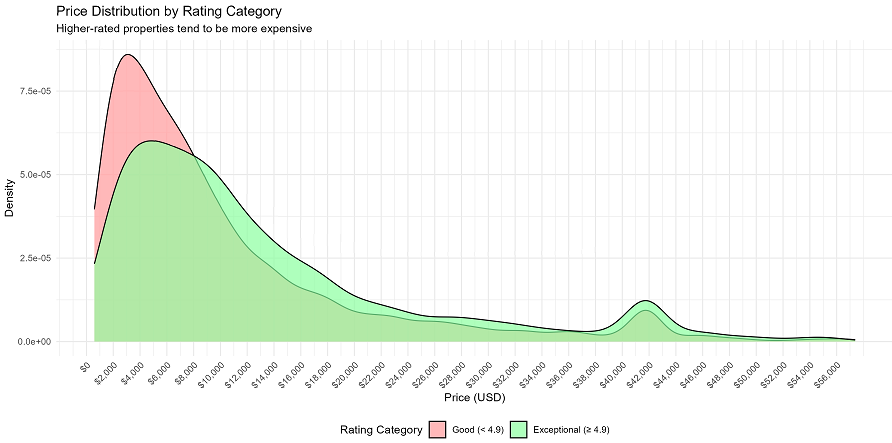 Price Distribution by Rating Category
Higher-rated properties tend to be more expensive
Density
7.5e-05
5.0e-05
2.5e-05
0.0e+00
$0 $2,000 $4,000 $6,000 $8,000 $10,000 $12,000 $14,000 $16,000 $18,000 $20,000 $22,000 $24,000 $26,000 $28,000 $30,000 $32,000 $34,000 $36,000 $38,000 $40,000 $42,000 $44,000 $46,000 $48,000 $50,000 $52,000 $54,000 $56,000
Price (USD)
Rating Category Good (< 4.9) Exceptional (≥ 4.9)